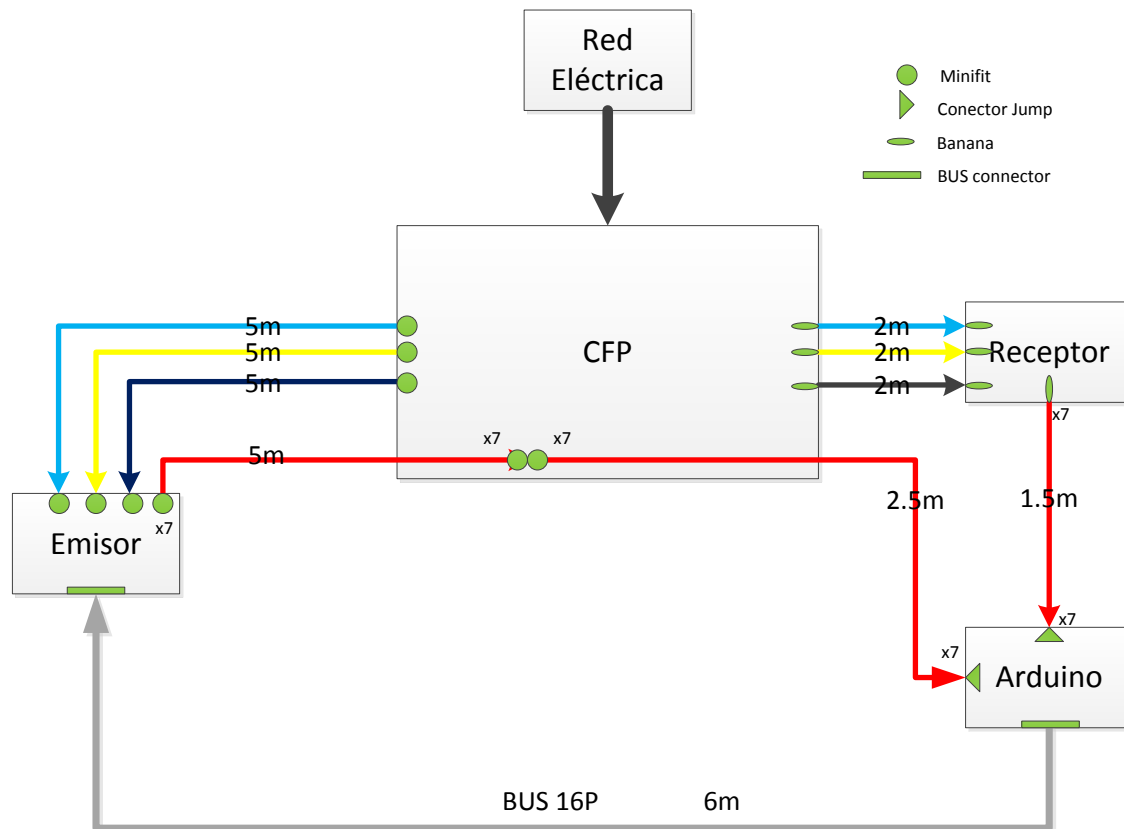 Red
Eléctrica
Minifit
Conector Jump
Banana
BUS connector
5m
5m
5m
CFP
2m
2m
2m
Receptor
x7
x7
x7
5m
2.5m
1.5m
Emisor
x7
x7
x7
Arduino
BUS 16P
6m